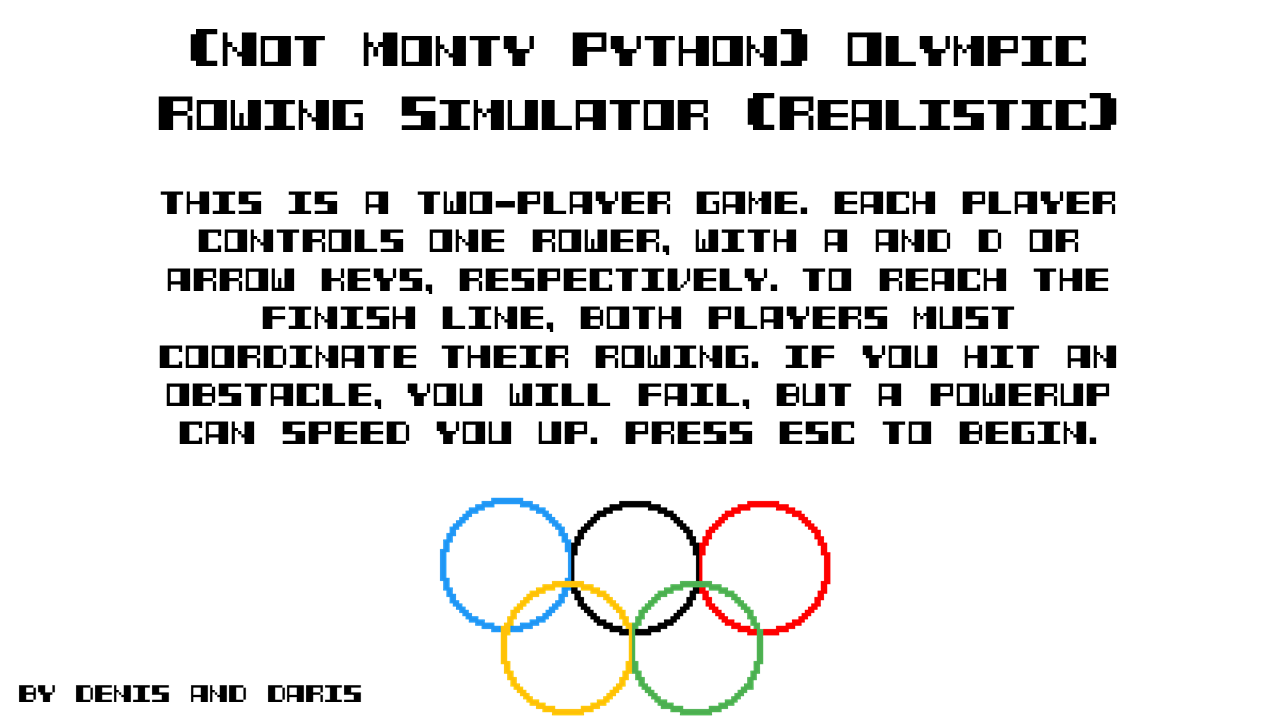 (Not Monty Python) Olympic
Rowing Simulator (Realistic)
THIS IS A TWO-PLAYER GAME. EACH PLAYER
CONTROLS ONE ROWER, WITH A AND D OR
ARROW KEYS, RESPECTIVELY. TO REACH THE
FINISH LINE, BOTH PLAYERS MUST
COORDINATE THEIR ROWING. IF YOU HIT AN
OBSTACLE, YOU WILL FAIL, BUT A POWERUP
CAN SPEED YOU UP. PRESS ESC TO BEGIN.
BY DENIS AND DARIS